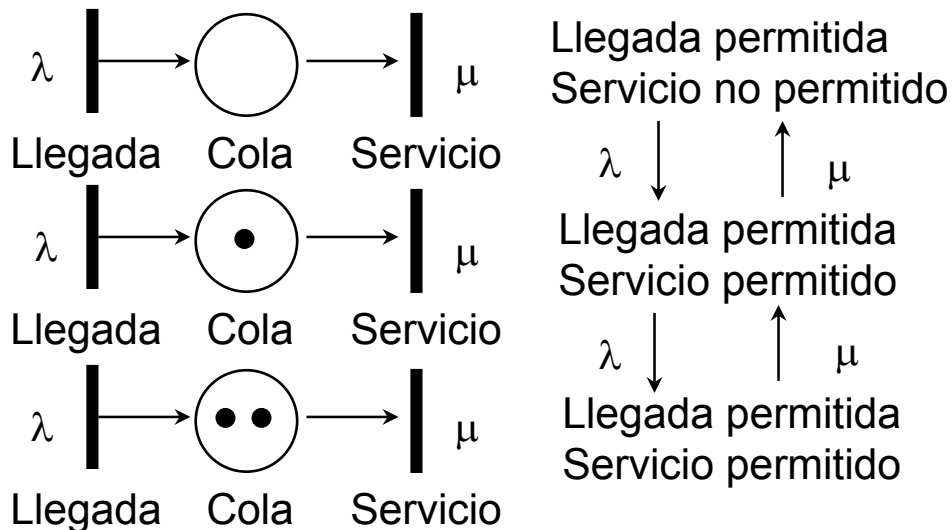 λ
μ
Llegada Cola Servicio
λ
μ
Llegada Cola Servicio
λ
μ
Llegada Cola Servicio
Llegada permitida
Servicio no permitido
λ
μ
Llegada permitida
Servicio permitido
λ
μ
Llegada permitida
Servicio permitido